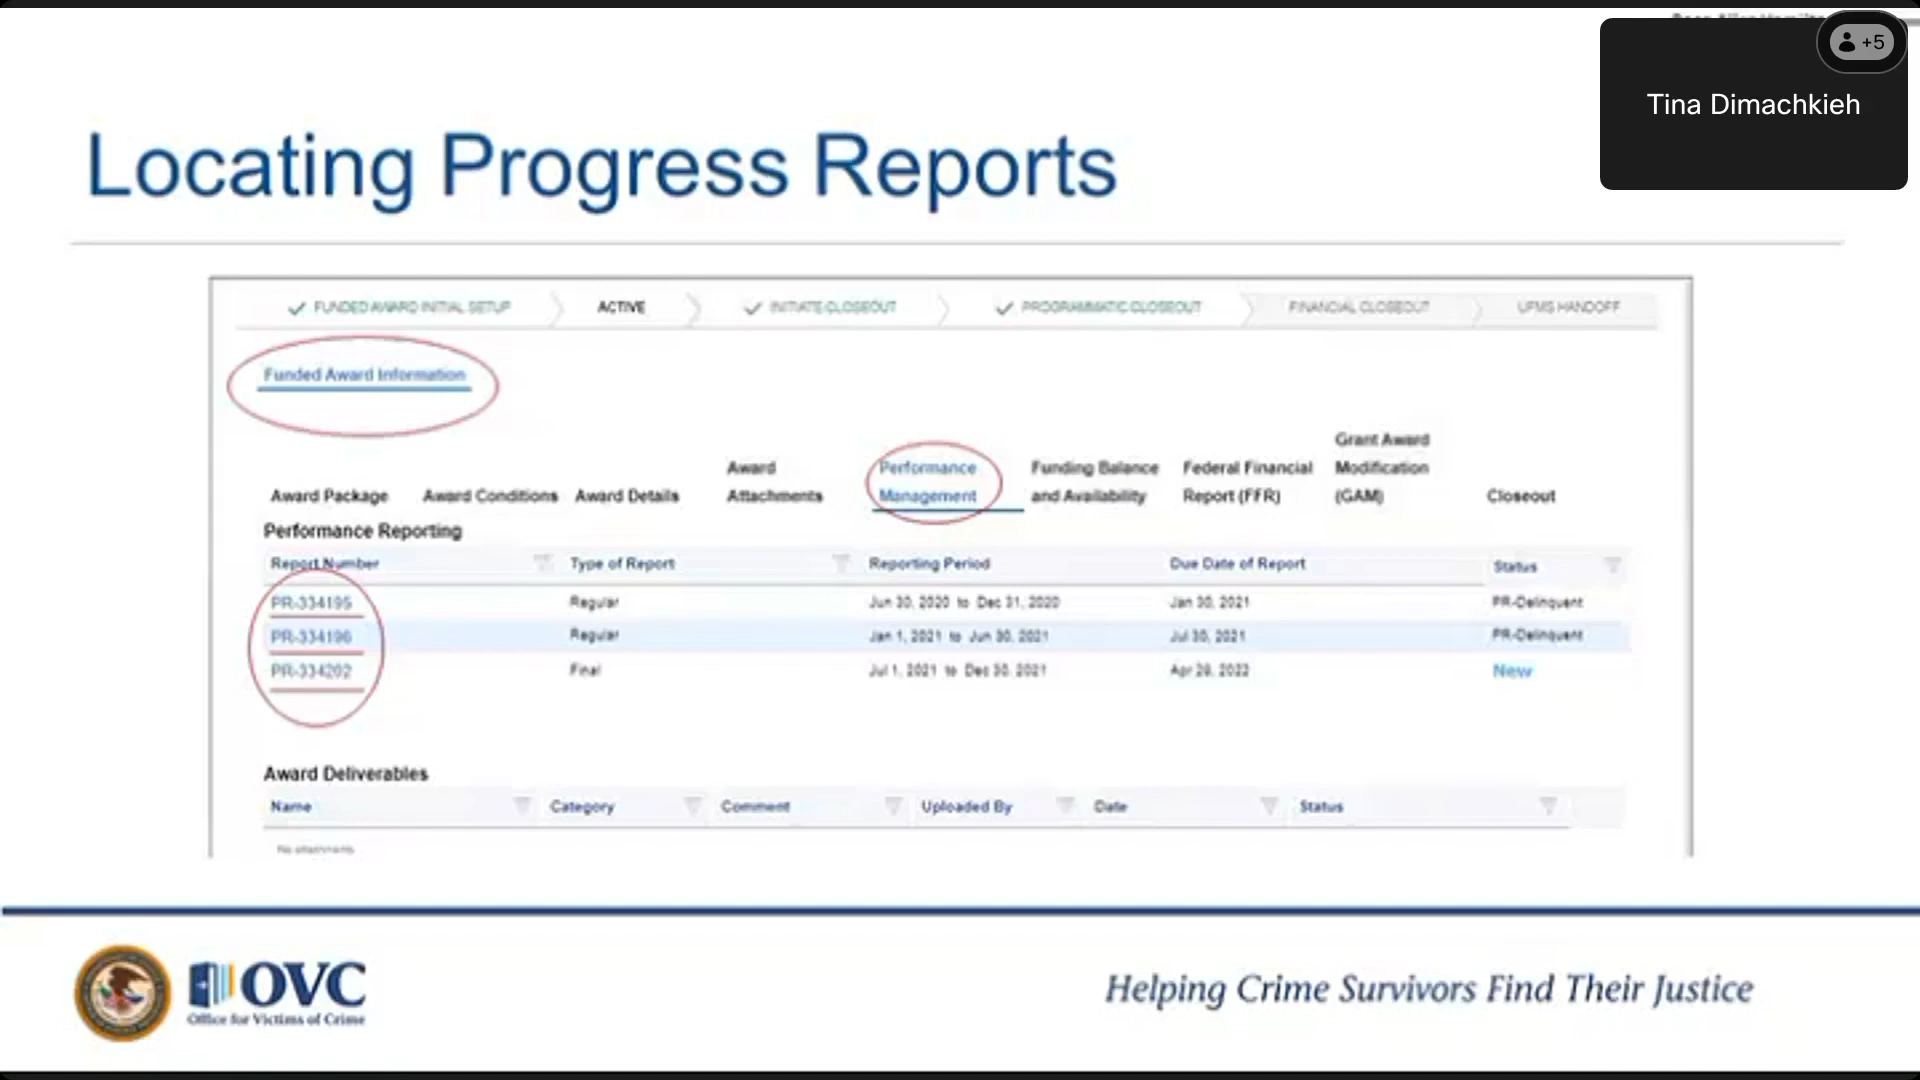 +5
Tina Dimachkieh
Locating Progress Reports
FUNDED AWARD INITIAL SETUP ACTIVE INITIATE CLOSEOUT PROGRAMMATIC CLOSEOUT FINANCIAL CLOSEOUT UFMS HANDOFF
Funded Award Information
Award Package Award Conditions Award Details Award Attachments Performance Management Funding Balance and Availability Federal Financial Report (FFR) Grant Award Modification (GAM) Closeout
Performance Reporting
Report Number Type of Report Reporting Period Due Date of Report Status
PR-334195 Regular Jun 30, 2020 to Dec 31, 2020 Jan 30, 2021 PR-Delinquent
PR-334196 Regular Jan 1, 2021 to Jun 30, 2021 Jul 30, 2021 PR-Delinquent
PR-334202 Final Jul 1, 2021 to Dec 30, 2021 Apr 29, 2022 New
Award Deliverables
Name Category Comment Uploaded By Date Status
No attachments
OVC
Office for Victims of Crime
Helping Crime Survivors Find Their Justice